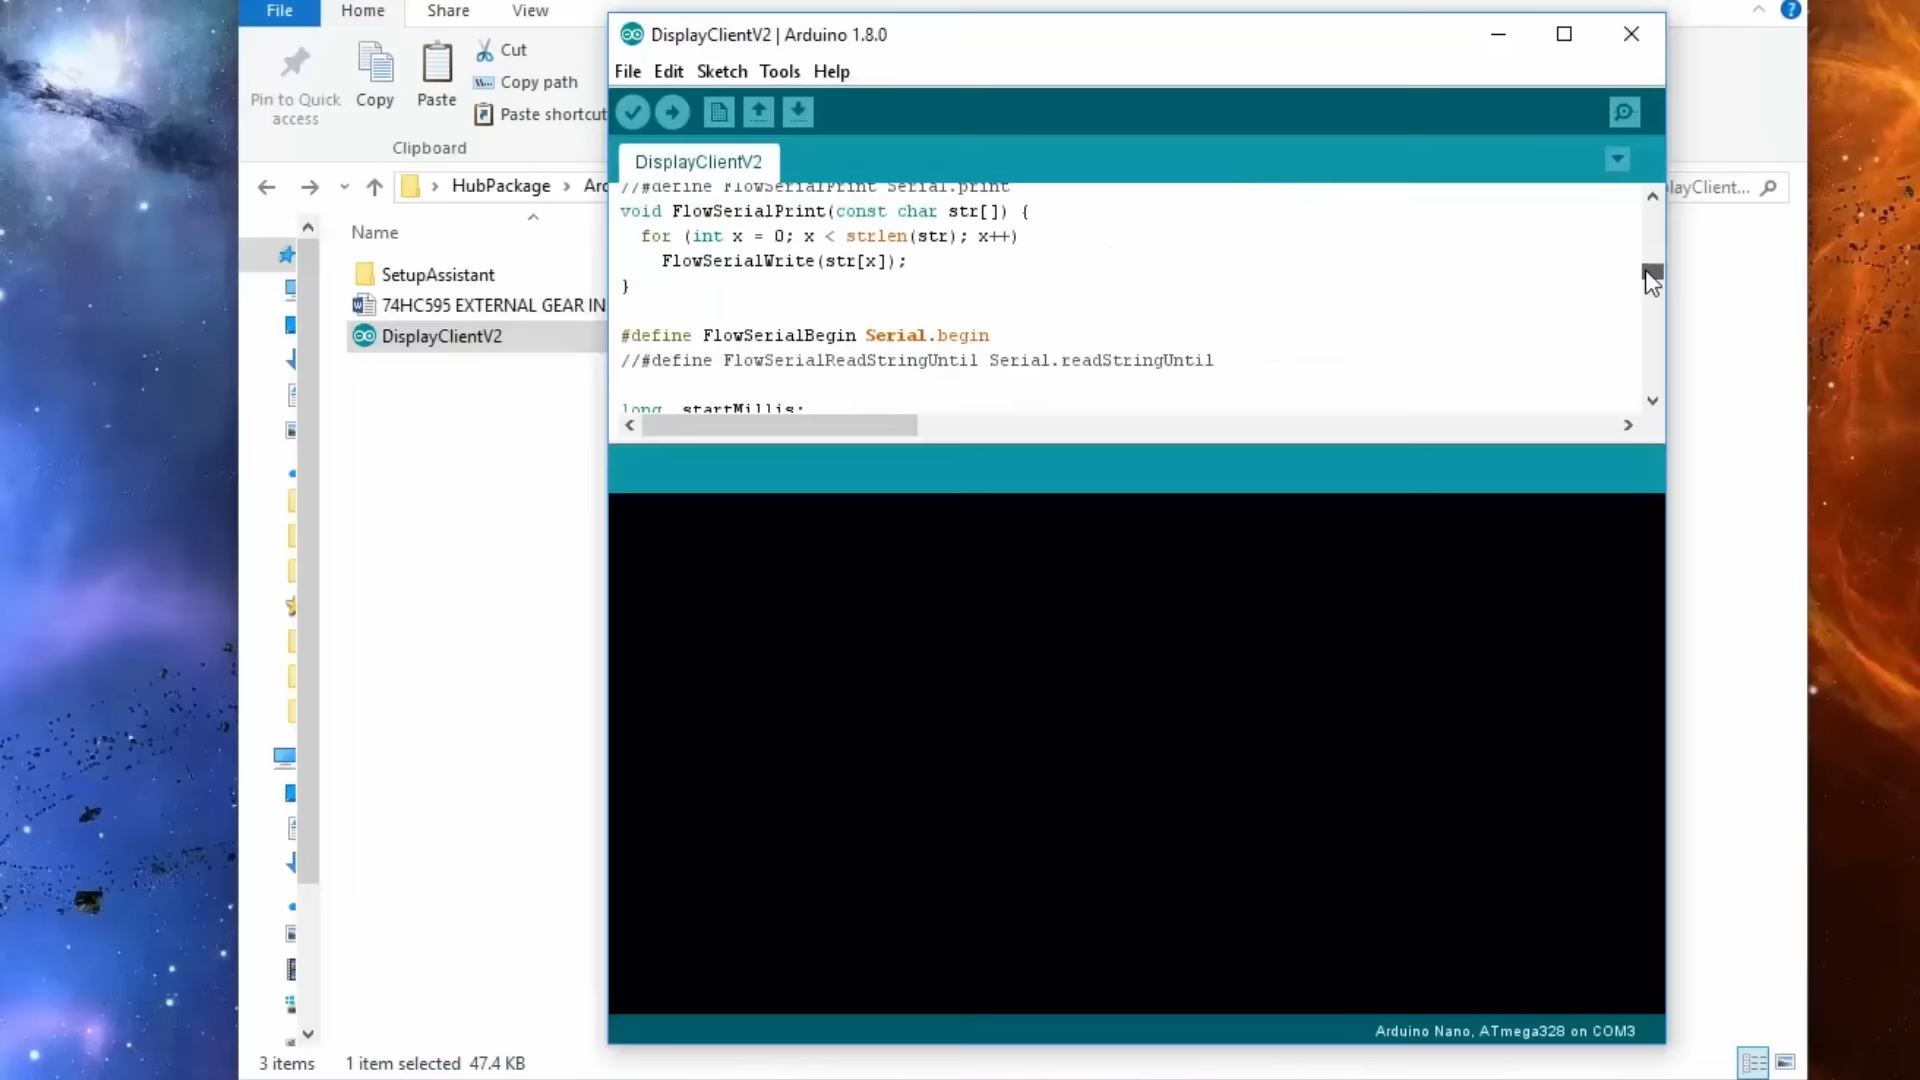 File Home Share View
Pin to Quick access
Copy
Paste
Cut
Copy path
Paste shortcut
Clipboard
HubPackage
Name
SetupAssistant
74HC595 EXTERNAL GEAR IN
DisplayClientV2
3 items 1 item selected 47.4 KB
DisplayClientV2 | Arduino 1.8.0
File Edit Sketch Tools Help
DisplayClientV2
//#define FlowSerialPrint Serial.print
void FlowSerialPrint(const char str[]) {
for (int x = 0; x < strlen(str); x++)
FlowSerialWrite(str[x]);
}
#define FlowSerialBegin Serial.begin
//#define FlowSerialReadStringUntil Serial.readStringUntil
long startMillis;
Arduino Nano, ATmega328 on COM3
layClient...